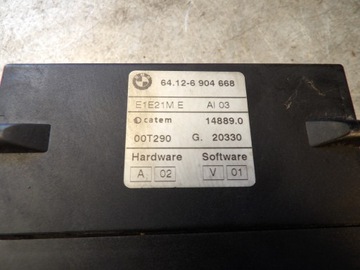 64.12-6 904 668
E1E21M E AI 03
catem 14889.0
00T290 G. 20330
Hardware Software
A 02 V 01